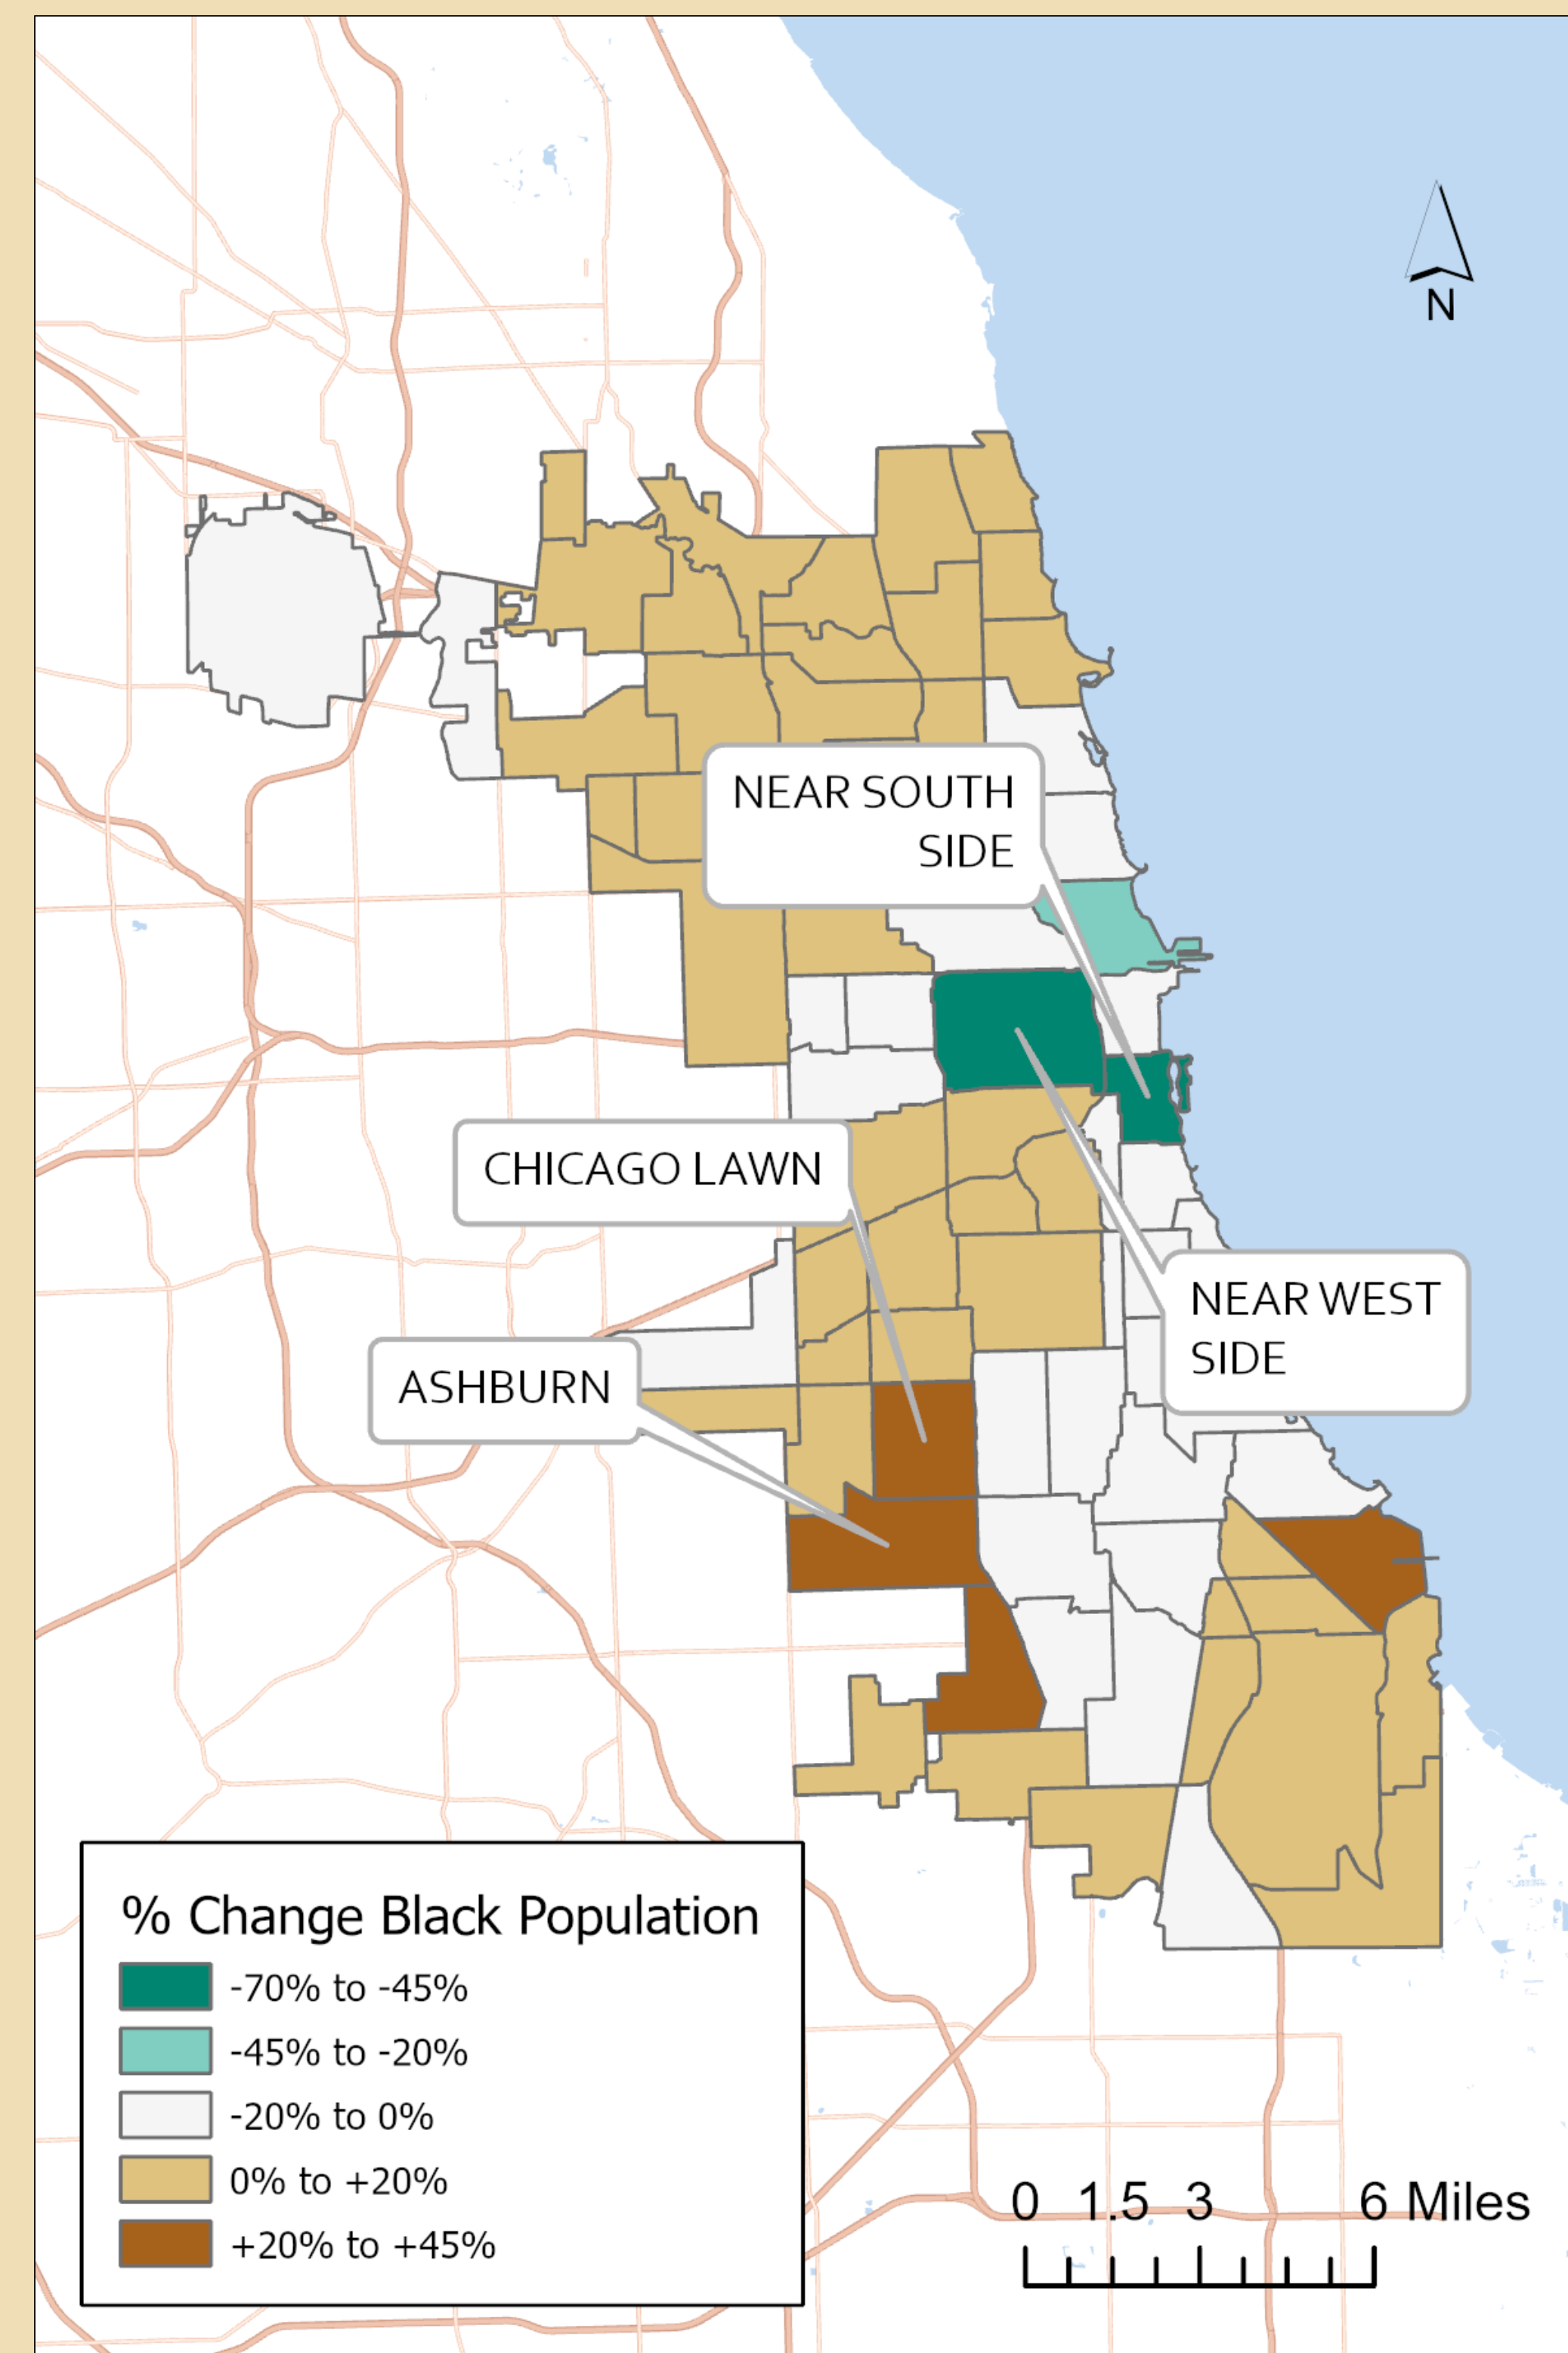 N
NEAR SOUTH
SIDE
CHICAGO LAWN
NEAR WEST
SIDE
ASHBURN
% Change Black Population
-70% to -45%
-45% to -20%
-20% to 0%
0% to +20%
+20% to +45%
0 1.5 3 6 Miles